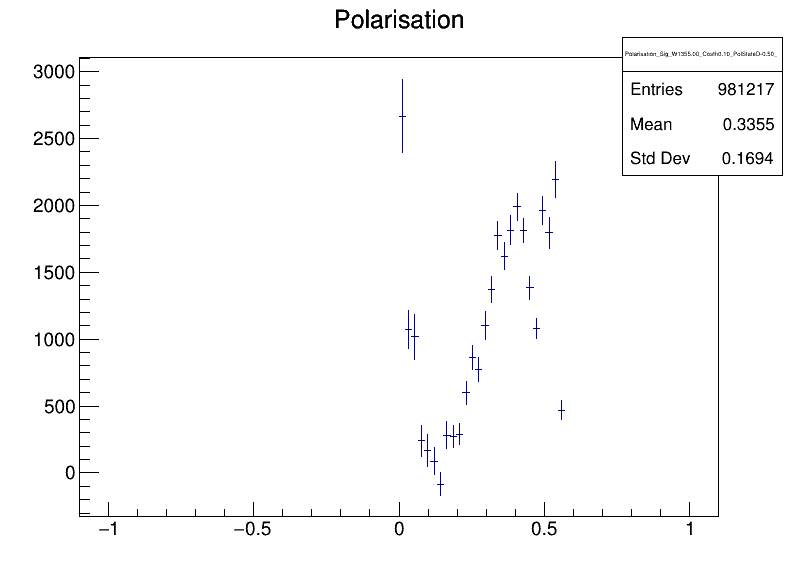 Polarisation
Polarisation_Sig_W1355.00_Costh0.10_PolStateD-0.50_
Entries 981217
Mean 0.3355
Std Dev 0.1694
3000
2500
2000
1500
1000
500
0
−1 −0.5 0 0.5 1